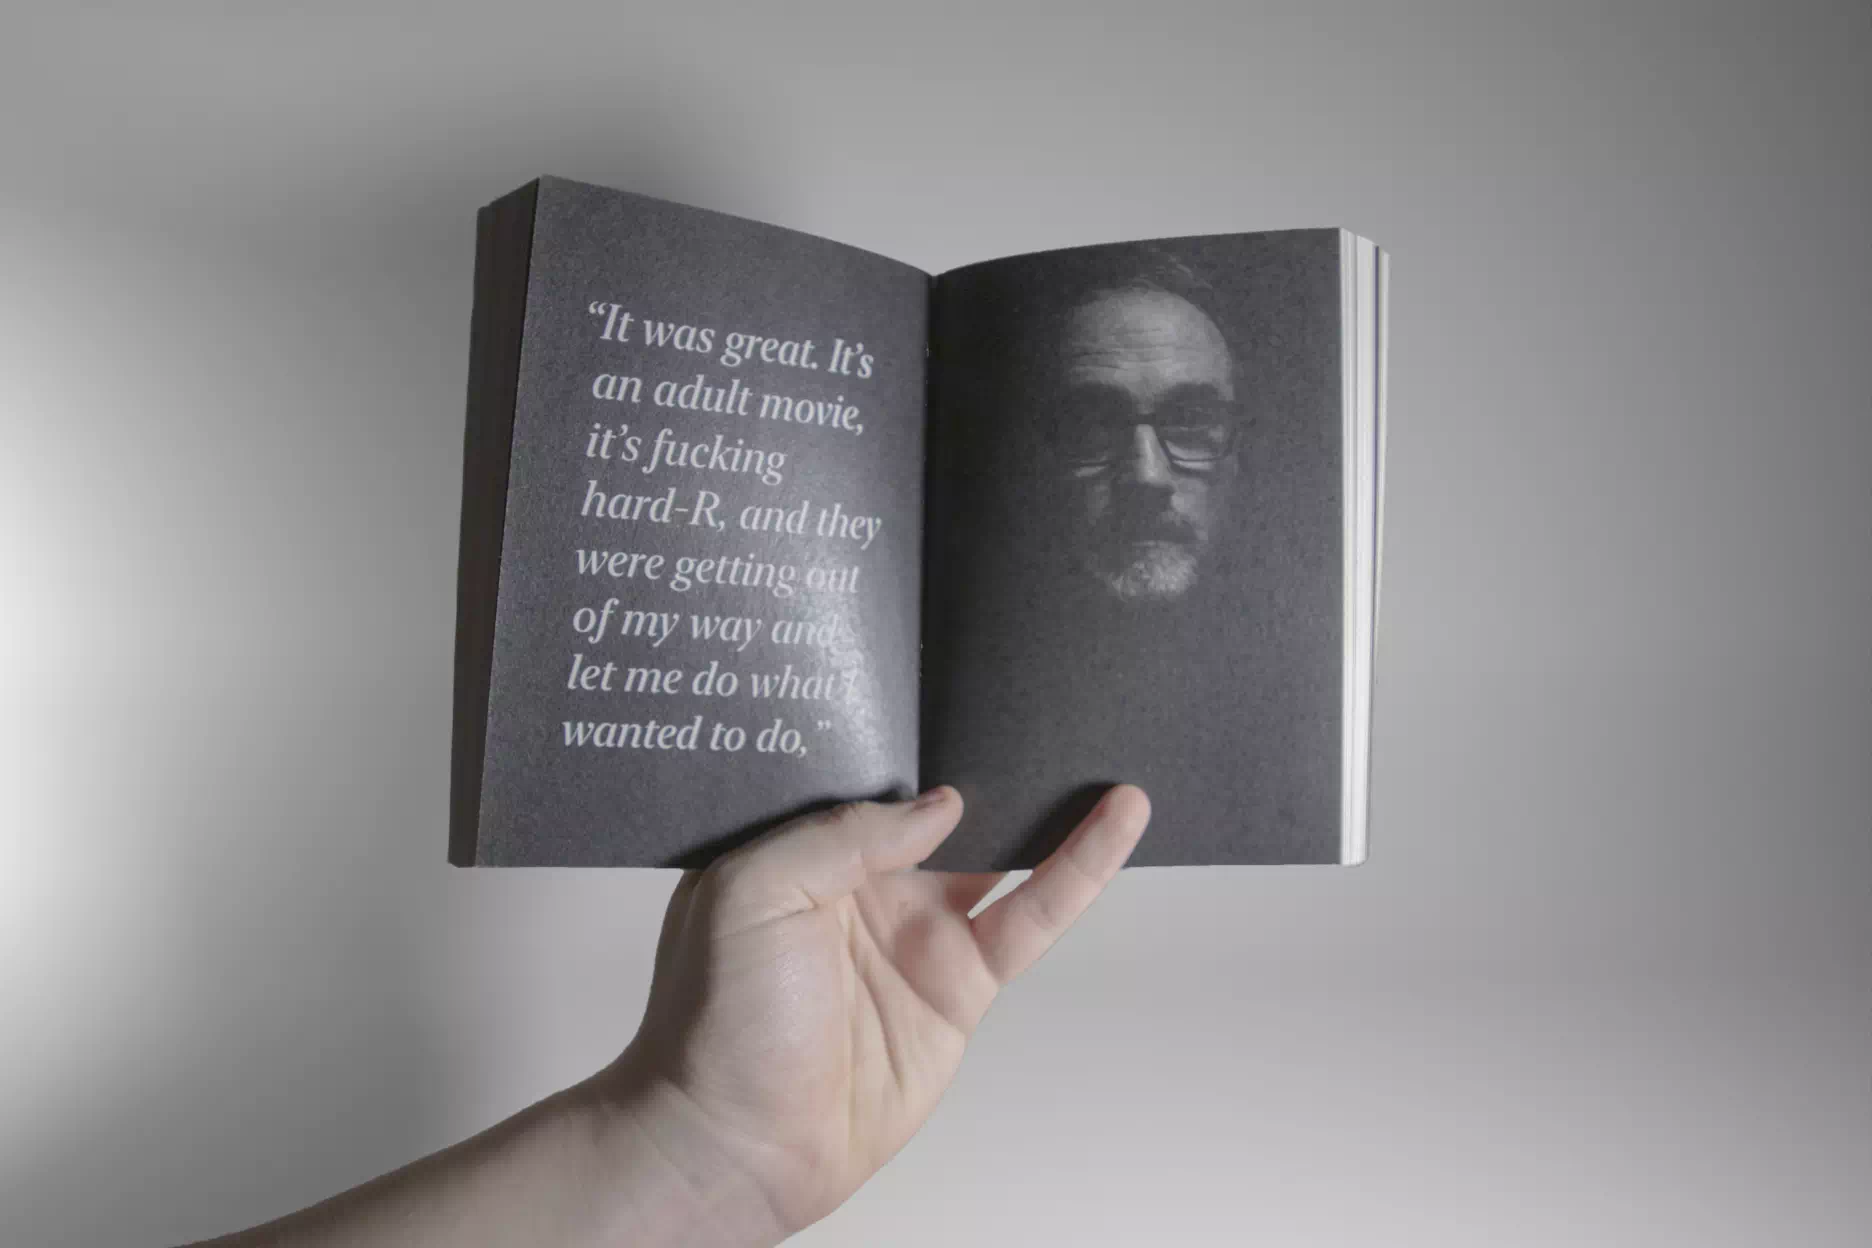 “It was great. It’s
an adult movie,
it’s fucking
hard-R, and they
were getting out
of my way and
let me do what I
wanted to do,”